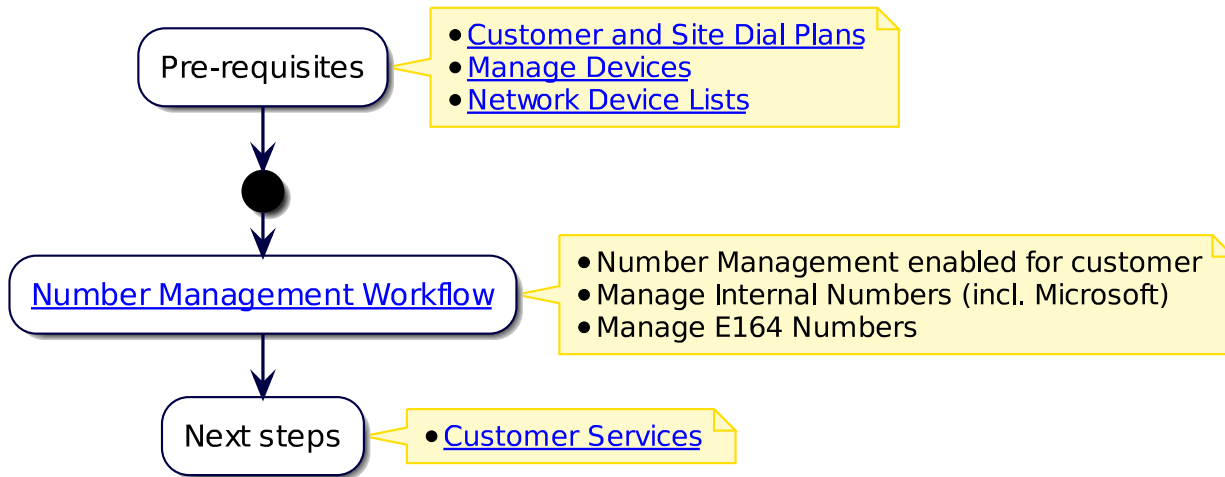 Pre-requisites
•Customer and Site Dial Plans
•Manage Devices
•Network Device Lists
Number Management Workflow
•Number Management enabled for customer
•Manage Internal Numbers (incl. Microsoft)
•Manage E164 Numbers
Next steps
•Customer Services